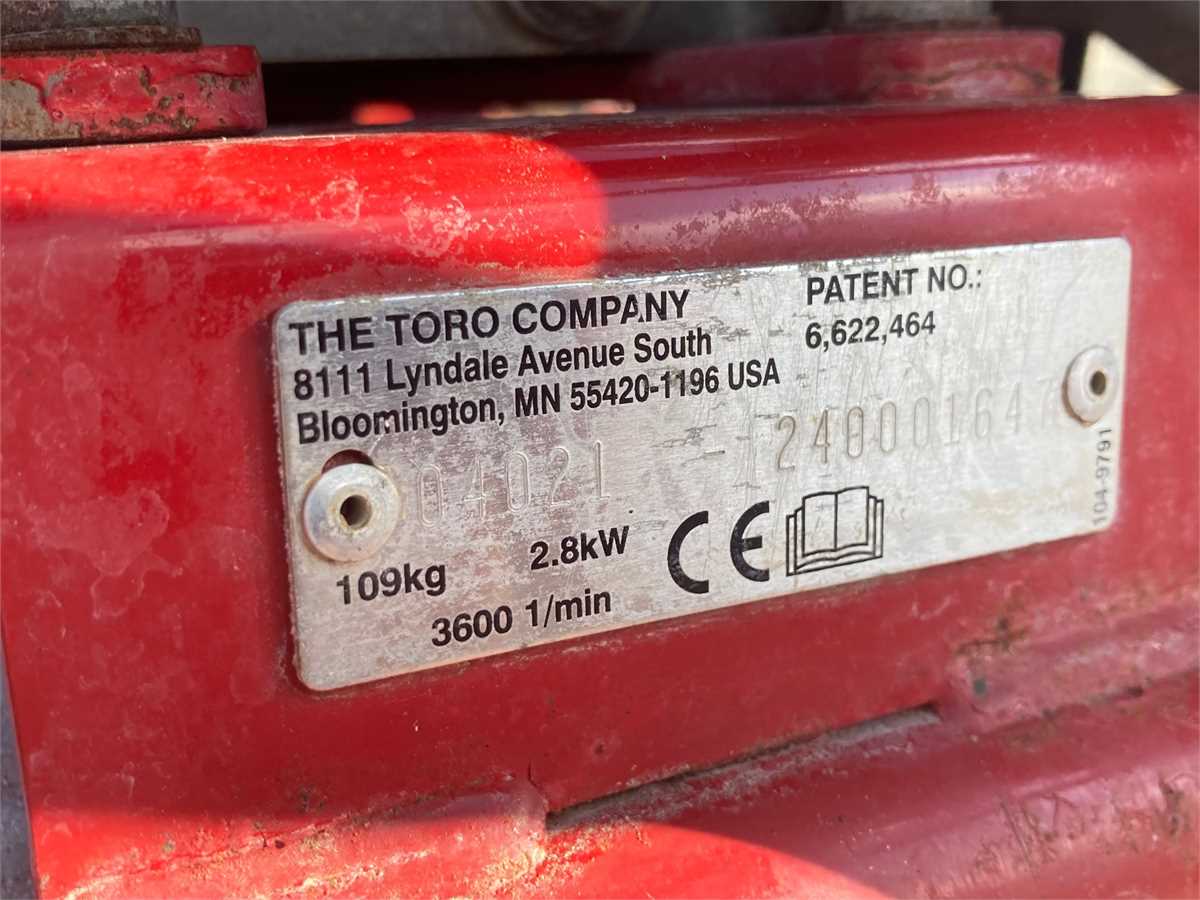 THE TORO COMPANY
8111 Lyndale Avenue South
Bloomington, MN 55420-1196 USA
PATENT NO.:
6,622,464
04021 -
109kg
2.8kW
3600 1/min
CE
104-9791